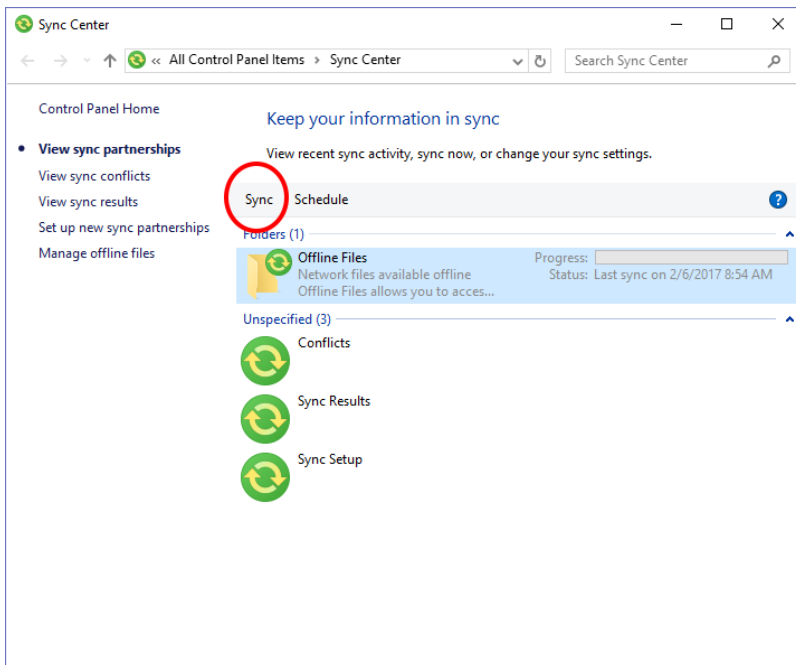 Sync Center
« All Control Panel Items › Sync Center
Search Sync Center
Control Panel Home
View sync partnerships
View sync conflicts
View sync results
Set up new sync partnerships
Manage offline files
Keep your information in sync
View recent sync activity, sync now, or change your sync settings.
Sync Schedule
?
Folders (1)
Offline Files
Network files available offline
Offline Files allows you to acces...
Progress:
Status: Last sync on 2/6/2017 8:54 AM
Unspecified (3)
Conflicts
Sync Results
Sync Setup